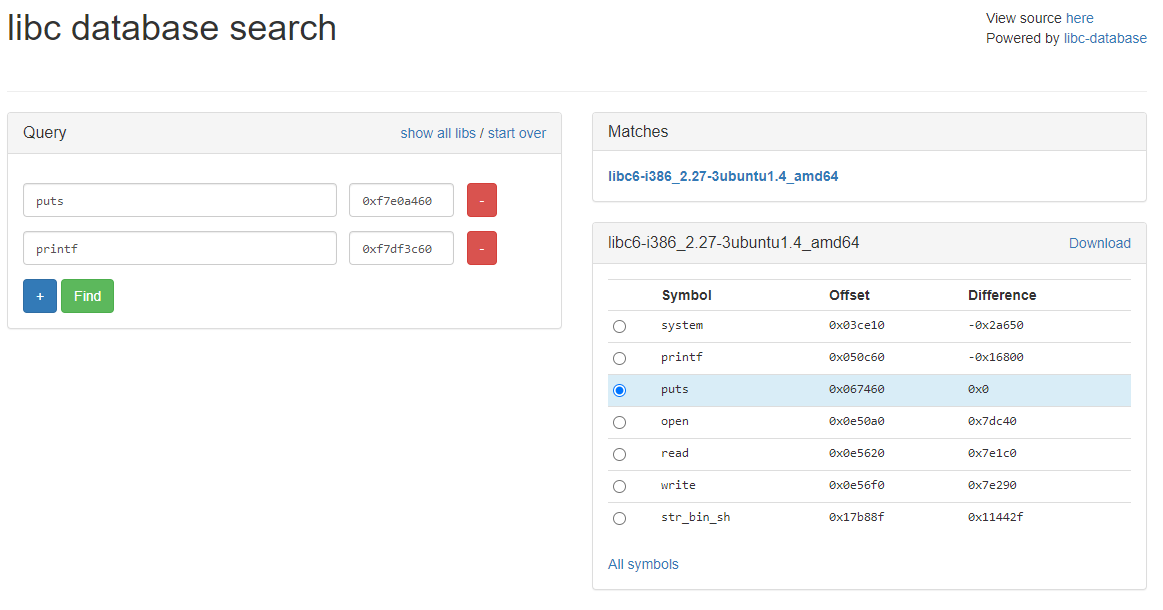 libc database search
View source here
Powered by libc-database
Query
show all libs / start over
puts
0xf7e0a460
-
printf
0xf7df3c60
-
+
Find
Matches
libc6-i386_2.27-3ubuntu1.4_amd64
libc6-i386_2.27-3ubuntu1.4_amd64
Download
Symbol Offset Difference
system 0x03ce10 -0x2a650
printf 0x050c60 -0x16800
puts 0x067460 0x0
open 0x0e50a0 0x7dc40
read 0x0e5620 0x7e1c0
write 0x0e56f0 0x7e290
str_bin_sh 0x17b88f 0x11442f
All symbols